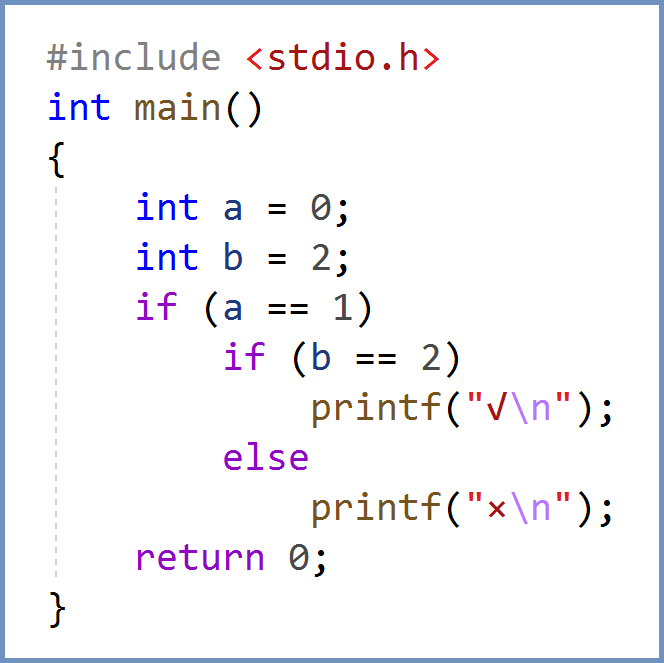 #include <stdio.h>
int main()
{
    int a = 0;
    int b = 2;
    if (a == 1)
        if (b == 2)
            printf("√\n");
        else
            printf("×\n");
    return 0;
}